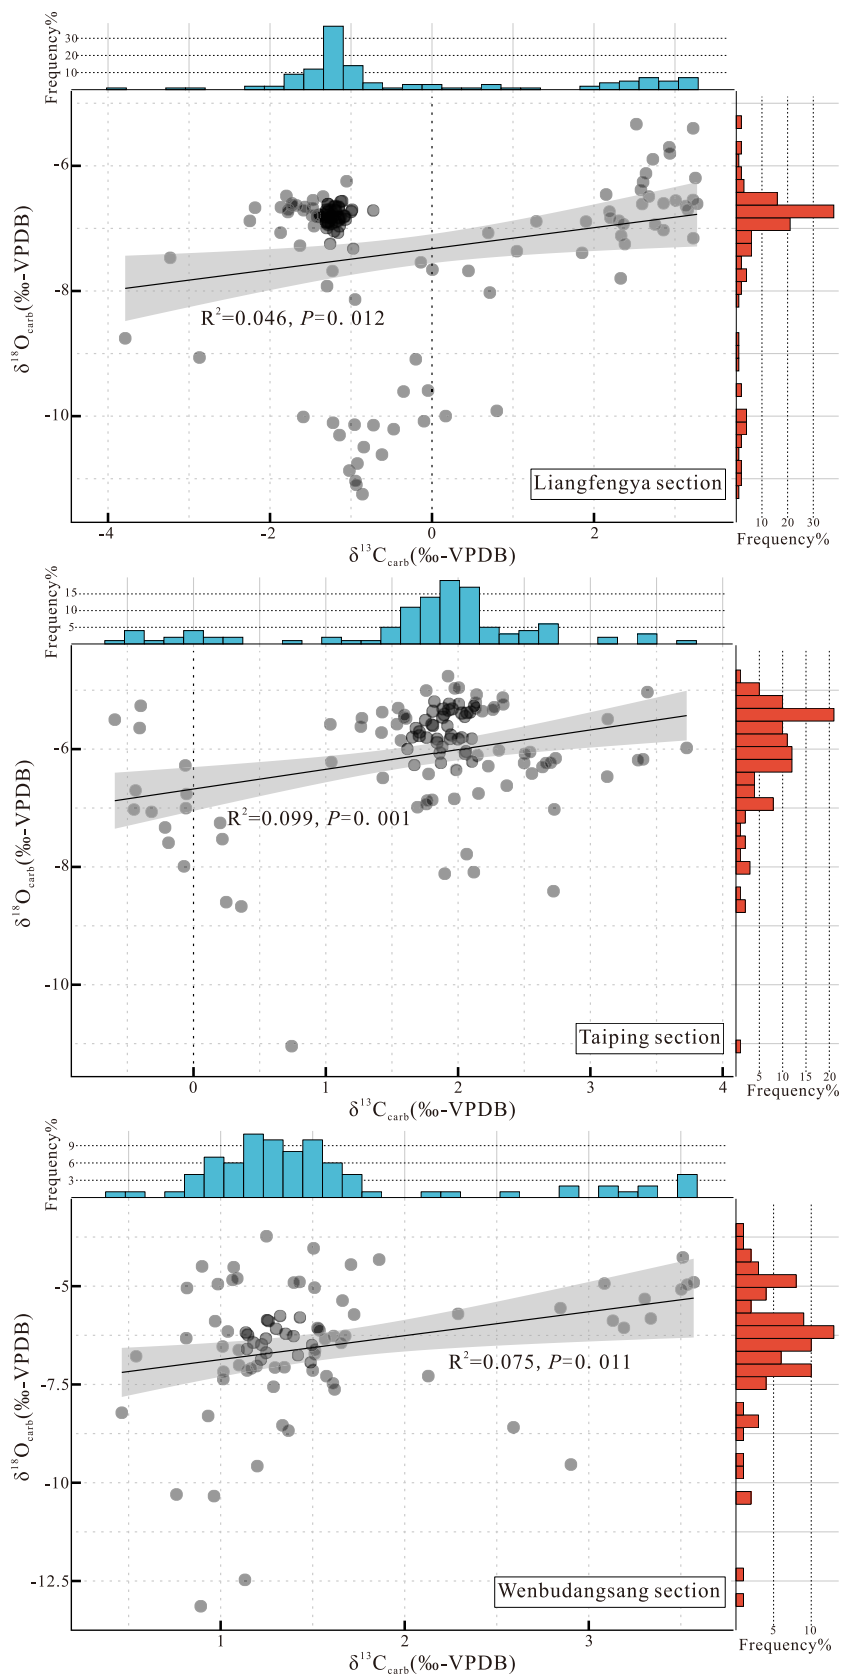 Frequency%
30
20
10
-6
-8
-10
δ¹⁸Ocarb(‰-VPDB)
R²=0.046, P=0.012
Liangfengya section
-4
-2
0
2
δ¹³Ccarb(‰-VPDB)
10 20 30
Frequency%
Frequency%
15
10
5
-6
-8
-10
δ¹⁸Ocarb(‰-VPDB)
R²=0.099, P=0.001
Taiping section
0
1
2
3
4
δ¹³Ccarb(‰-VPDB)
5 10 15 20
Frequency%
Frequency%
9
6
3
-5
-7.5
-10
-12.5
δ¹⁸Ocarb(‰-VPDB)
R²=0.075, P=0.011
Wenbudangsang section
1
2
3
δ¹³Ccarb(‰-VPDB)
5 10
Frequency%